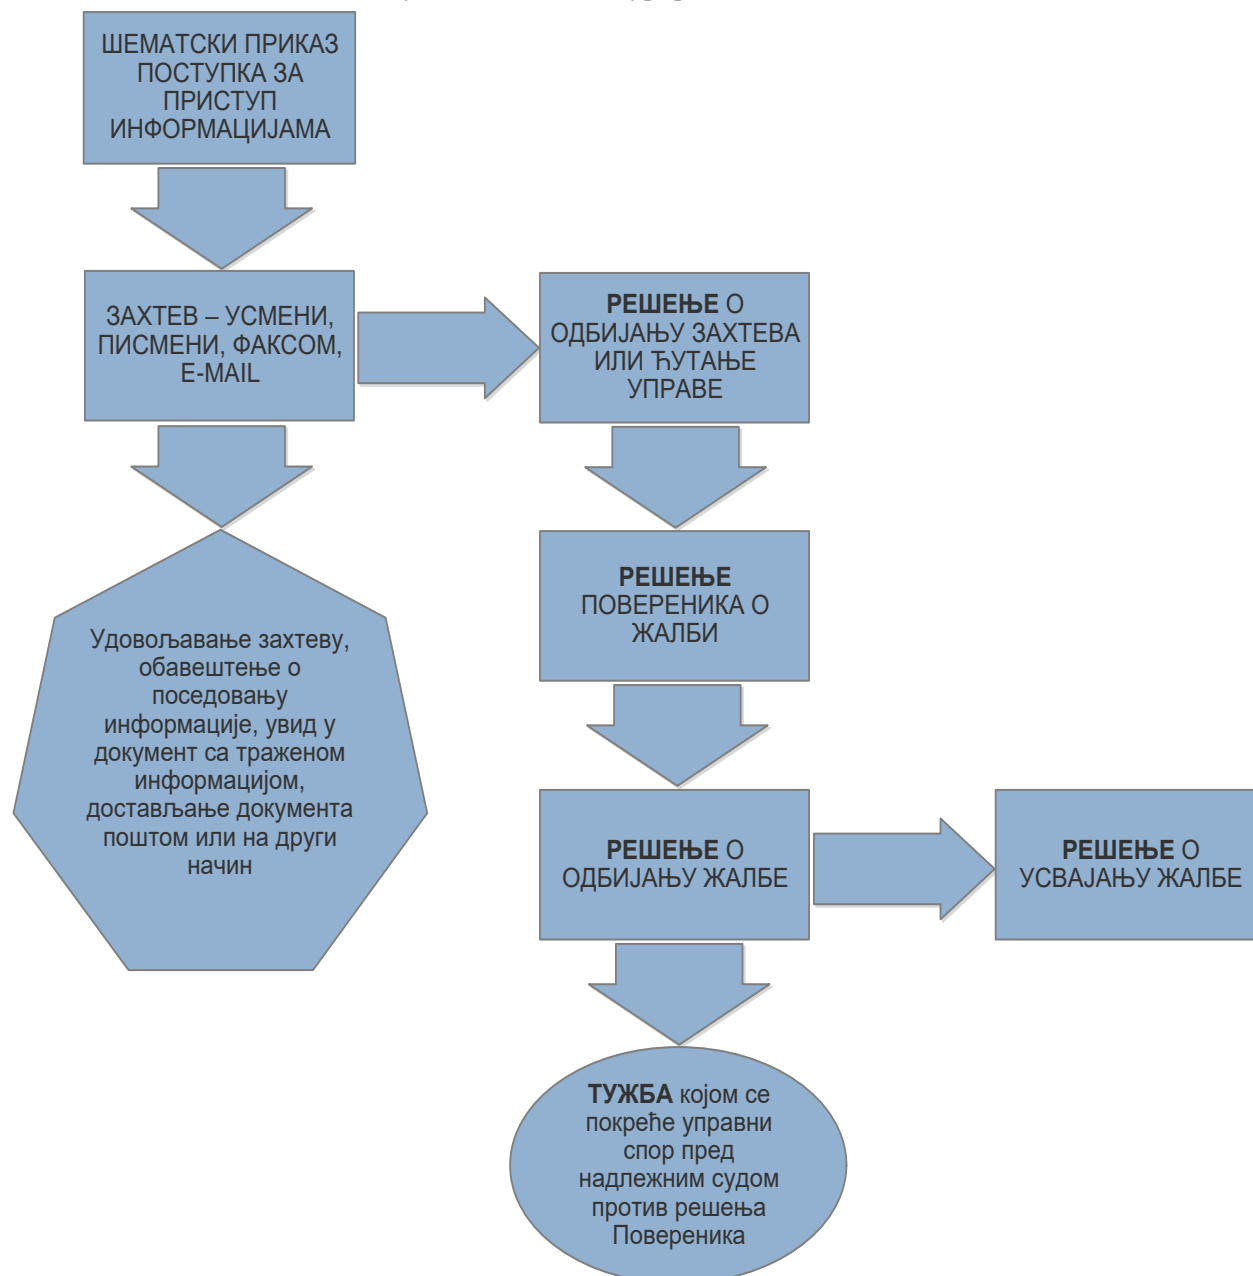 ШЕМАТСКИ ПРИКАЗ
ПОСТУПКА ЗА
ПРИСТУП
ИНФОРМАЦИЈАМА
ЗАХТЕВ – УСМЕНИ,
ПИСМЕНИ, ФАКСОМ,
E-MAIL
РЕШЕЊЕ О
ОДБИЈАЊУ ЗАХТЕВА
ИЛИ ЋУТАЊЕ
УПРАВЕ
РЕШЕЊЕ
ПОВЕРЕНИКА О
ЖАЛБИ
Удовољавање захтеву,
обавештење о
поседовању
информације, увид у
документ са траженом
информацијом,
достављање документа
поштом или на други
начин
РЕШЕЊЕ О
ОДБИЈАЊУ ЖАЛБЕ
РЕШЕЊЕ О
УСВАЈАЊУ ЖАЛБЕ
ТУЖБА којом се
покреће управни
спор пред
надлежним судом
против решења
Повереника